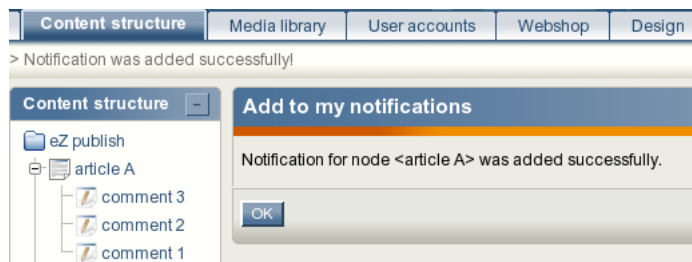 Content structure Media library User accounts Webshop Design
> Notification was added successfully!
Content structure -
Add to my notifications
eZ publish
article A
comment 3
comment 2
comment 1
Notification for node <article A> was added successfully.
OK